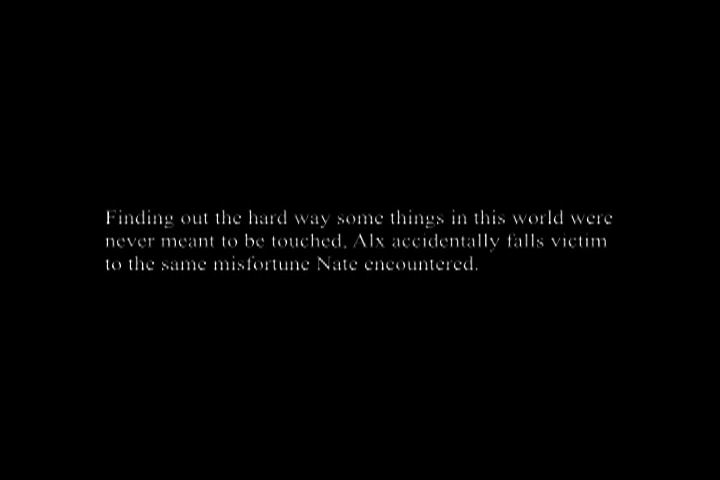 Finding out the hard way some things in this world were
never meant to be touched, Alx accidentally falls victim
to the same misfortune Nate encountered.